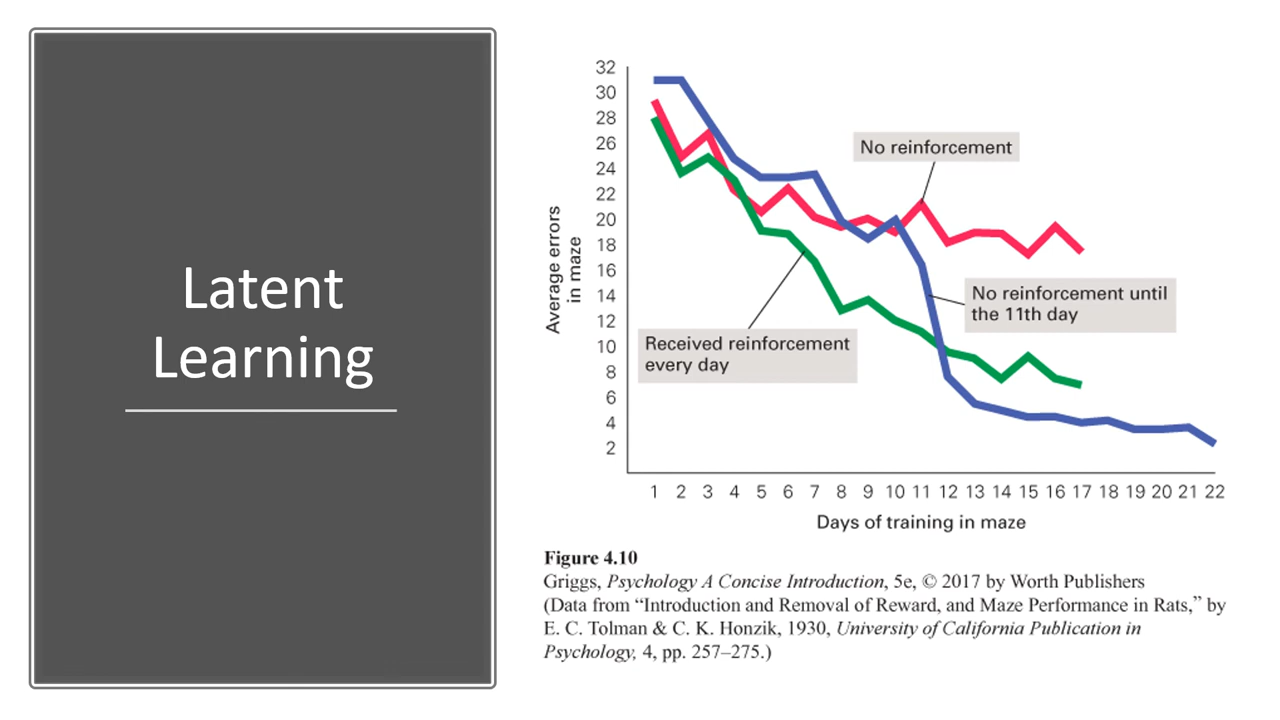 Latent
Learning
32
30
28
26
24
22
20
18
16
14
12
10
8
6
4
2
Average errors
in maze
No reinforcement
No reinforcement until
the 11th day
Received reinforcement
every day
1 2 3 4 5 6 7 8 9 10 11 12 13 14 15 16 17 18 19 20 21 22
Days of training in maze
Figure 4.10
Griggs, Psychology A Concise Introduction, 5e, © 2017 by Worth Publishers
(Data from “Introduction and Removal of Reward, and Maze Performance in Rats,” by
E. C. Tolman & C. K. Honzik, 1930, University of California Publication in
Psychology, 4, pp. 257–275.)